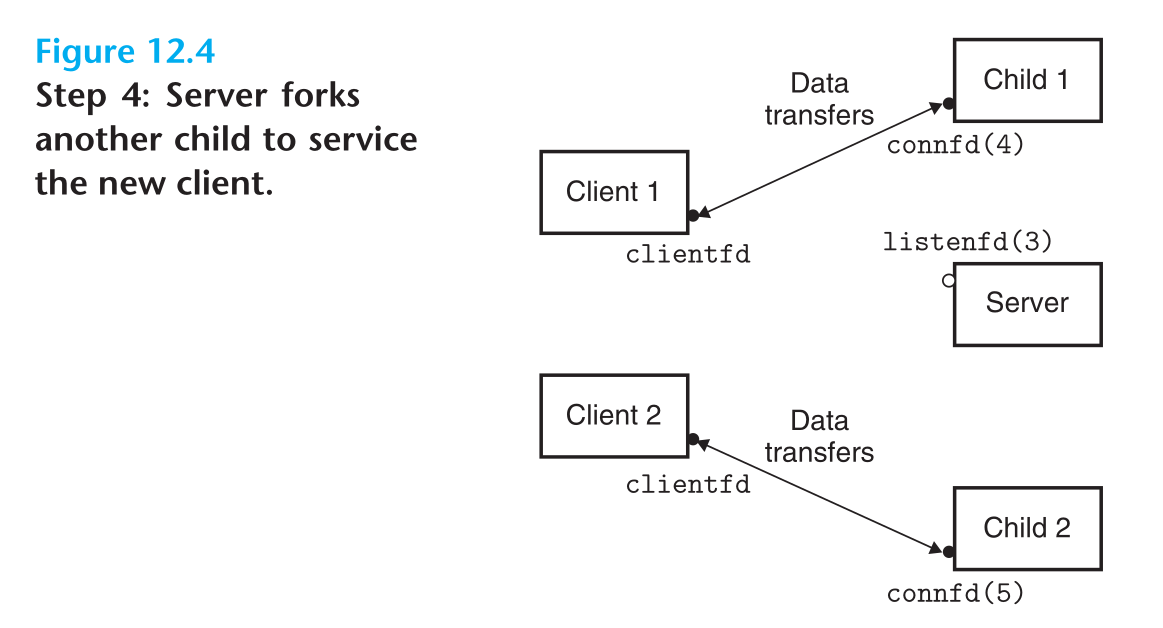 Figure 12.4
Step 4: Server forks
another child to service
the new client.
Child 1
Data
transfers
connfd(4)
Client 1
clientfd
listenfd(3)
Server
Client 2
Data
transfers
clientfd
Child 2
connfd(5)